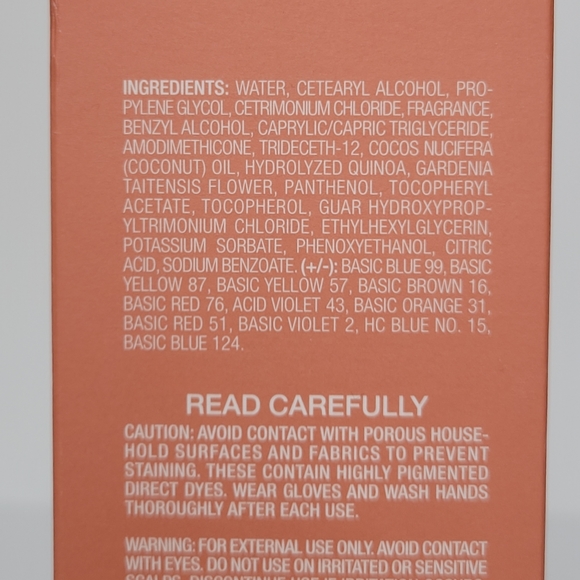 INGREDIENTS: WATER, CETEARYL ALCOHOL, PRO-
PYLENE GLYCOL, CETRIMONIUM CHLORIDE, FRAGRANCE,
BENZYL ALCOHOL, CAPRYLIC/CAPRIC TRIGLYCERIDE,
AMODIMETHICONE, TRIDECETH-12, COCOS NUCIFERA
(COCONUT) OIL, HYDROLYZED QUINOA, GARDENIA
TAITENSIS FLOWER, PANTHENOL, TOCOPHERYL
ACETATE, TOCOPHEROL, GUAR HYDROXYPROP-
YLTRIMONIUM CHLORIDE, ETHYLHEXYLGLYCERIN,
POTASSIUM SORBATE, PHENOXYETHANOL, CITRIC
ACID, SODIUM BENZOATE. (+/-): BASIC BLUE 99, BASIC
YELLOW 87, BASIC YELLOW 57, BASIC BROWN 16,
BASIC RED 76, ACID VIOLET 43, BASIC ORANGE 31,
BASIC RED 51, BASIC VIOLET 2, HC BLUE NO. 15,
BASIC BLUE 124.
READ CAREFULLY
CAUTION: AVOID CONTACT WITH POROUS HOUSE-
HOLD SURFACES AND FABRICS TO PREVENT
STAINING. THESE CONTAIN HIGHLY PIGMENTED
DIRECT DYES. WEAR GLOVES AND WASH HANDS
THOROUGHLY AFTER EACH USE.
WARNING: FOR EXTERNAL USE ONLY. AVOID CONTACT
WITH EYES. DO NOT USE ON IRRITATED OR SENSITIVE